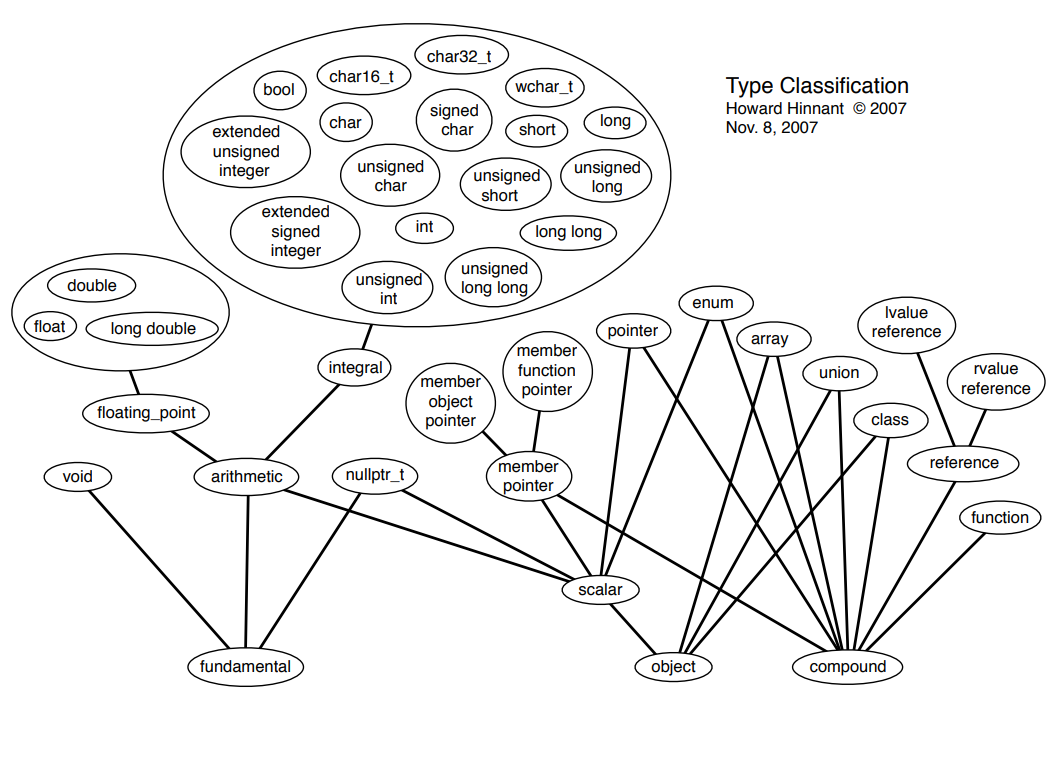 Type Classification
Howard Hinnant © 2007
Nov. 8, 2007
char32_t
char16_t
bool
wchar_t
char
signed
char
short
long
extended
unsigned
integer
unsigned
char
unsigned
short
unsigned
long
extended
signed
integer
int
long long
unsigned
int
unsigned
long long
double
float
long double
enum
pointer
array
lvalue
reference
integral
member
function
pointer
union
rvalue
reference
member
object
pointer
floating_point
class
void
arithmetic
nullptr_t
member
pointer
reference
function
scalar
fundamental
object
compound